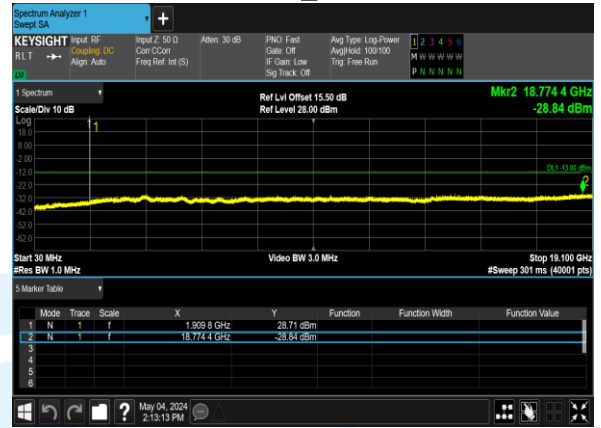 Spectrum Analyzer 1
Swept SA
KEYSIGHT
RLT
Input: RF
Coupling: DC
Align: Auto
Input Z: 50 Ω
Corr CCorr
Freq Ref: Int (S)
Atten: 30 dB
PNO: Fast
Gate: Off
IF Gain: Low
Sig Track: Off
Avg Type: Log-Power
Avg|Hold: 100/100
Trig: Free Run
1 2 3 4 5 6
M W W W W W
P N N N N N
1 Spectrum
Scale/Div 10 dB
Ref Lvl Offset 15.50 dB
Ref Level 28.00 dBm
Mkr2 18.774 4 GHz
-28.84 dBm
Log
18.0
8.00
-2.00
-12.0
-22.0
-32.0
-42.0
-52.0
-62.0
1
DL1 -13.00 dBm
2
Start 30 MHz
#Res BW 1.0 MHz
Video BW 3.0 MHz
Stop 19.100 GHz
#Sweep 301 ms (40001 pts)
5 Marker Table
Mode Trace Scale X Y Function Function Width Function Value
1 N 1 f 1.909 8 GHz 28.71 dBm
2 N 1 f 18.774 4 GHz -28.84 dBm
3
4
5
6
?
May 04, 2024
2:13:13 PM